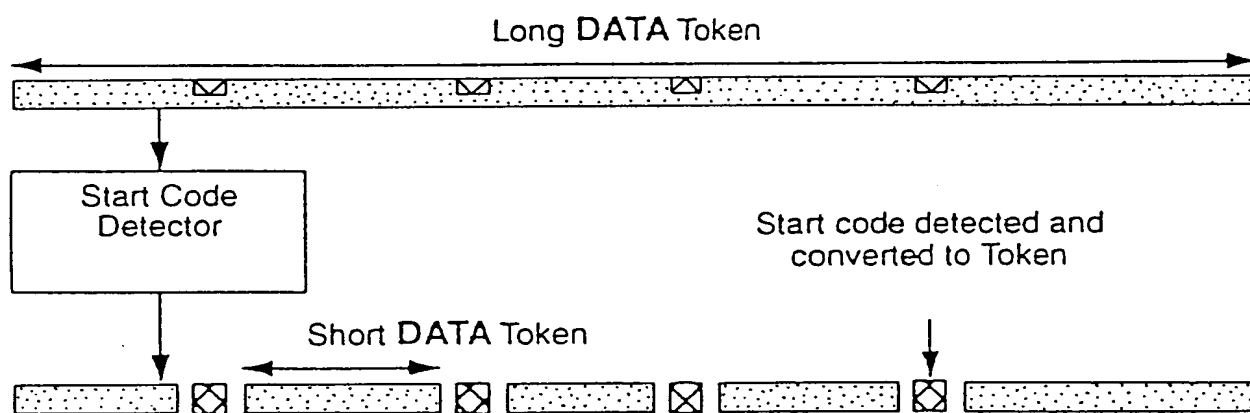 Long DATA Token
Start Code
Detector
Start code detected and
converted to Token
Short DATA Token